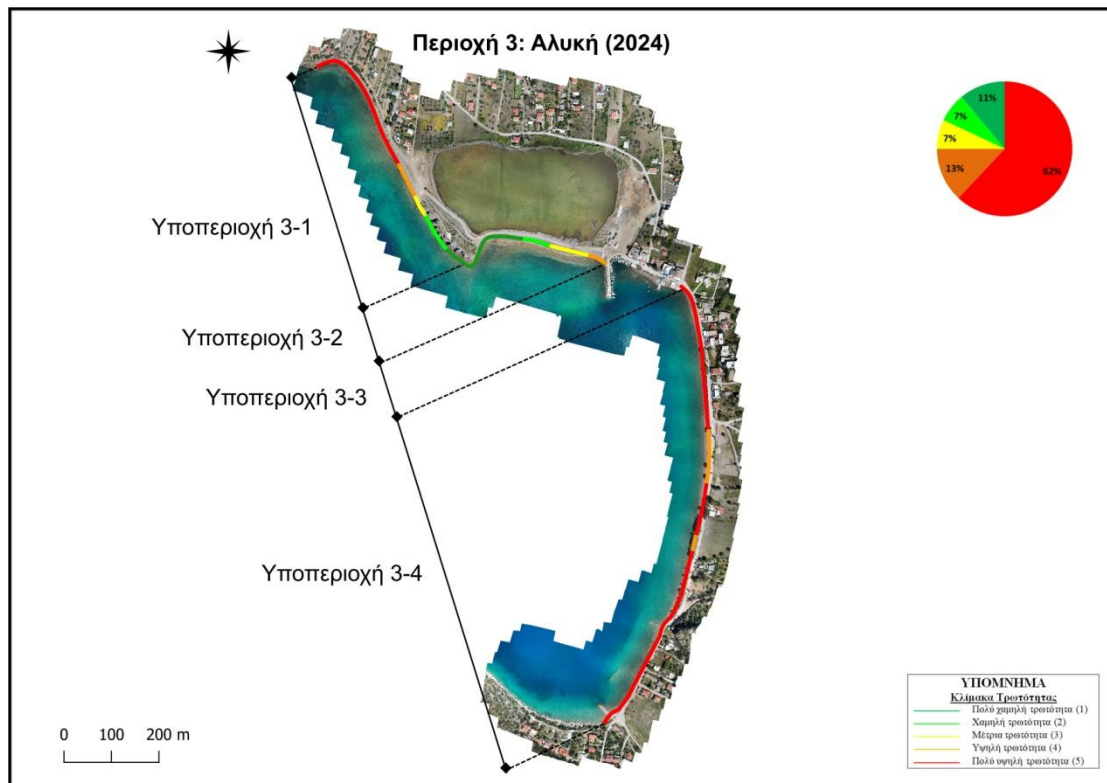 Περιοχή 3: Αλυκή (2024)
11%
7%
7%
13%
62%
Υποπεριοχή 3-1
Υποπεριοχή 3-2
Υποπεριοχή 3-3
Υποπεριοχή 3-4
0 100 200 m
ΥΠΟΜΝΗΜΑ
Κλίμακα Τρωτότητας
Πολύ χαμηλή τρωτότητα (1)
Χαμηλή τρωτότητα (2)
Μέτρια τρωτότητα (3)
Υψηλή τρωτότητα (4)
Πολύ υψηλή τρωτότητα (5)